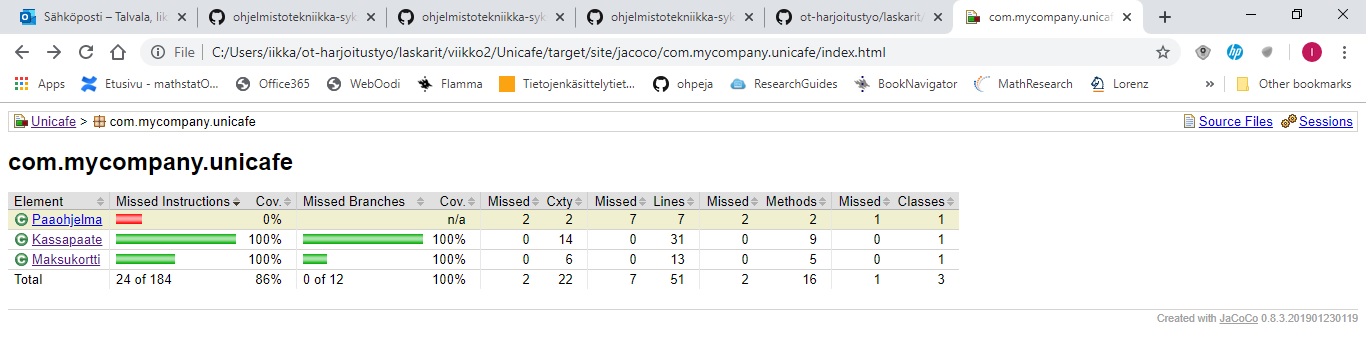 Sähköposti – Talvala, Iik
ohjelmistotekniikka-syk
ohjelmistotekniikka-syk
ohjelmistotekniikka-syk
ot-harjoitustyo/laskarit/
com.mycompany.unicafe
File C:/Users/iikka/ot-harjoitustyo/laskarit/viikko2/Unicafe/target/site/jacoco/com.mycompany.unicafe/index.html
hp I
Apps Etusivu - mathstatO... Office365 WebOodi Flamma Tietojenkäsittelytiet... ohpeja ResearchGuides BookNavigator MathResearch Lorenz » Other bookmarks
Unicafe > com.mycompany.unicafe Source Files Sessions
com.mycompany.unicafe
Element Missed Instructions Cov. Missed Branches Cov. Missed Cxty Missed Lines Missed Methods Missed Classes
C Paaohjelma 0% n/a 2 2 7 7 2 2 1 1
C Kassapaate 100% 100% 0 14 0 31 0 9 0 1
C Maksukortti 100% 100% 0 6 0 13 0 5 0 1
Total 24 of 184 86% 0 of 12 100% 2 22 7 51 2 16 1 3
Created with JaCoCo 0.8.3.201901230119